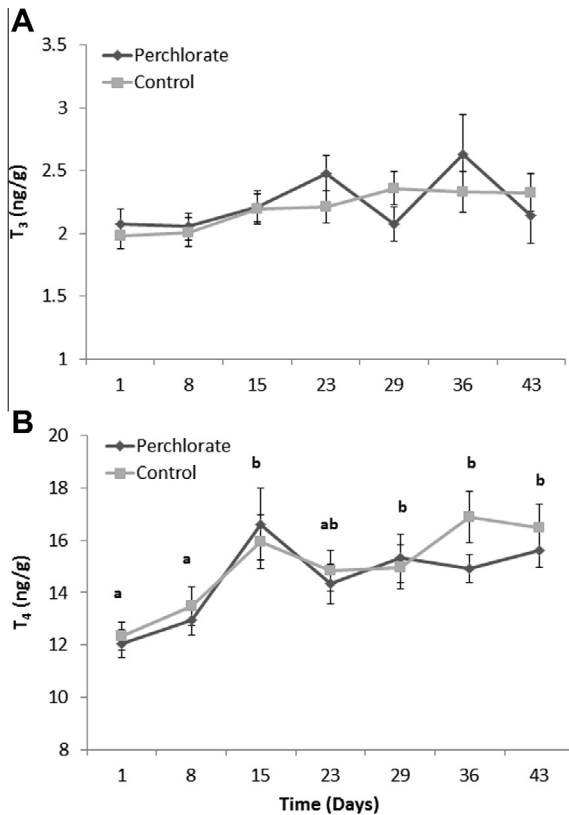 A
Perchlorate
Control
T3 (ng/g)
3.5
3
2.5
2
1.5
1
1 8 15 23 29 36 43
B
Perchlorate
Control
T4 (ng/g)
20
18
16
14
12
10
8
a a b ab b b b
1 8 15 23 29 36 43
Time (Days)